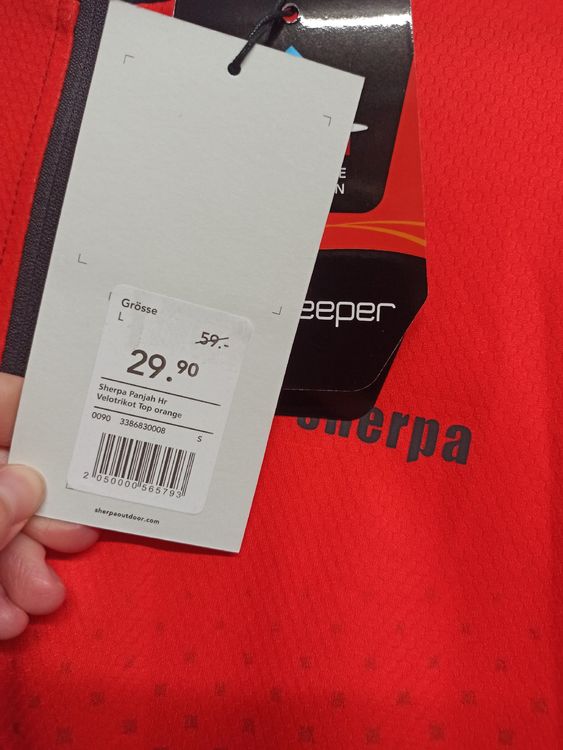 E
N
eeper
Grösse
L
59.-
29.90
Sherpa Panjah Hr
Velotrikot Top orange
0090 3386830008 S
2 050000 565793
sherpaoutdoor.com
sherpa